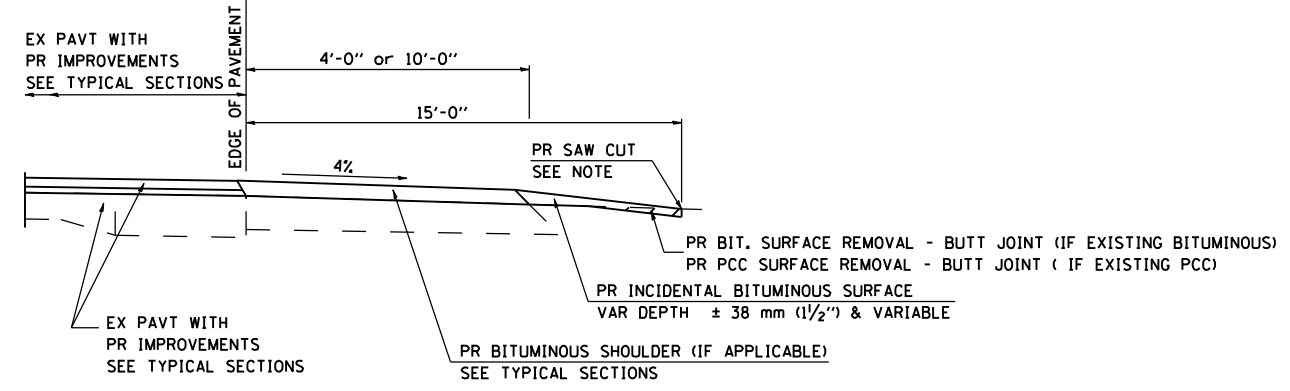 EX PAVT WITH
PR IMPROVEMENTS
SEE TYPICAL SECTIONS
EDGE OF PAVEMENT
4'-0" or 10'-0"
15'-0"
4%
PR SAW CUT
SEE NOTE
PR BIT. SURFACE REMOVAL - BUTT JOINT (IF EXISTING BITUMINOUS)
PR PCC SURFACE REMOVAL - BUTT JOINT ( IF EXISTING PCC)
PR INCIDENTAL BITUMINOUS SURFACE
VAR DEPTH ± 38 mm (1 1/2") & VARIABLE
EX PAVT WITH
PR IMPROVEMENTS
SEE TYPICAL SECTIONS
PR BITUMINOUS SHOULDER (IF APPLICABLE)
SEE TYPICAL SECTIONS